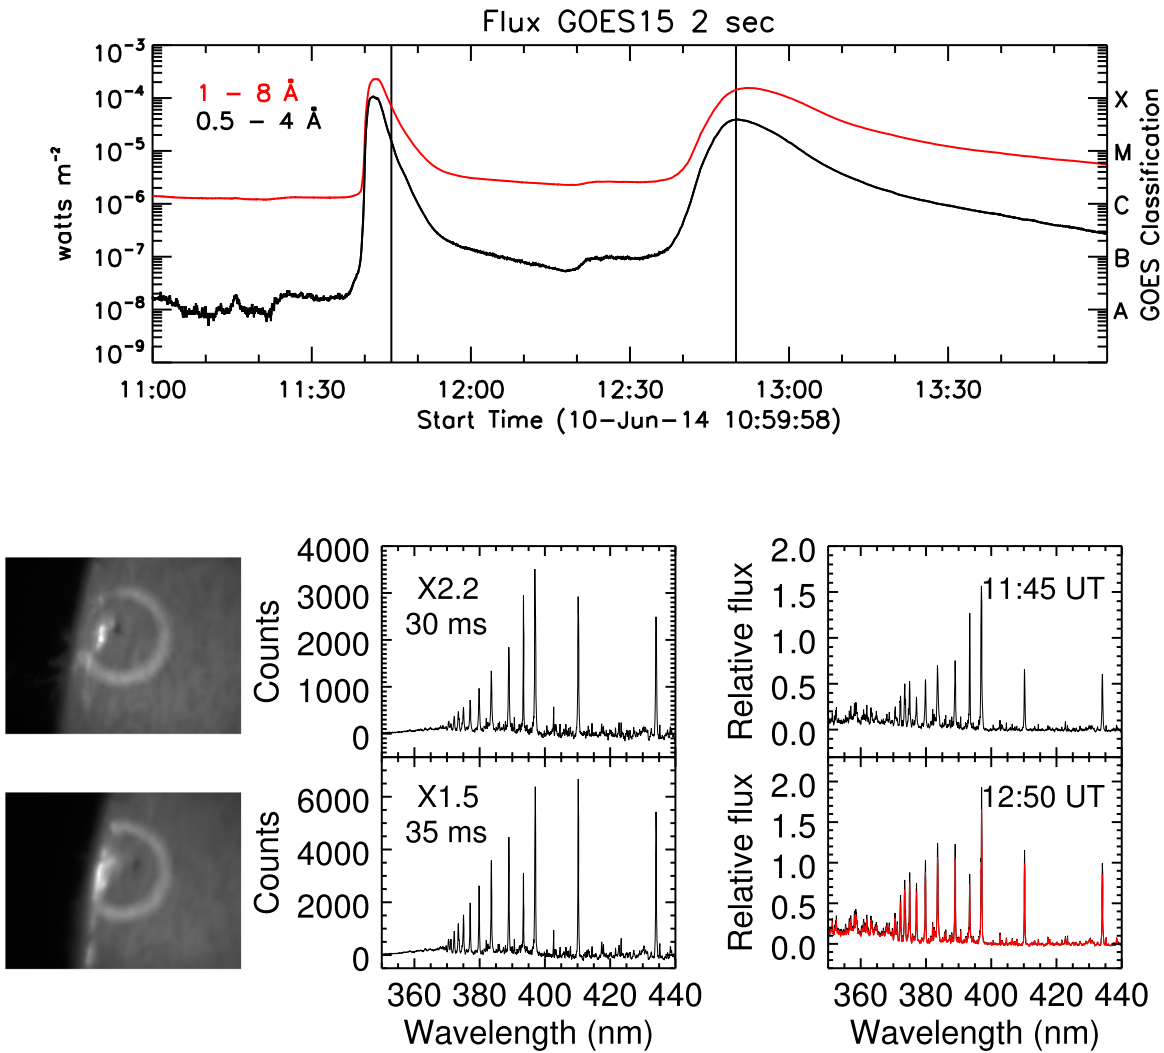 Flux GOES15 2 sec
10⁻³
10⁻⁴
10⁻⁵
10⁻⁶
10⁻⁷
10⁻⁸
10⁻⁹
watts m⁻²
1 – 8 Å
0.5 – 4 Å
X
M
C
B
A
GOES Classification
11:00 11:30 12:00 12:30 13:00 13:30
Start Time (10–Jun–14 10:59:58)
4000
3000
2000
1000
0
Counts
X2.2
30 ms
2.0
1.5
1.0
0.5
0.0
Relative flux
11:45 UT
6000
4000
2000
0
Counts
X1.5
35 ms
360 380 400 420 440
Wavelength (nm)
2.0
1.5
1.0
0.5
0.0
Relative flux
12:50 UT
360 380 400 420 440
Wavelength (nm)